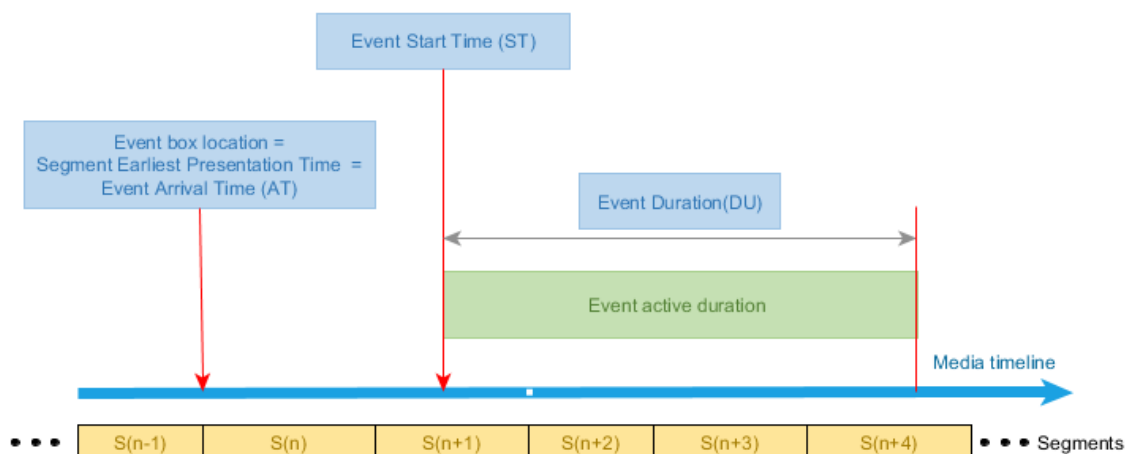 Event Start Time (ST)
Event box location =
Segment Earliest Presentation Time =
Event Arrival Time (AT)
Event Duration(DU)
Event active duration
Media timeline
S(n-1) S(n) S(n+1) S(n+2) S(n+3) S(n+4) Segments